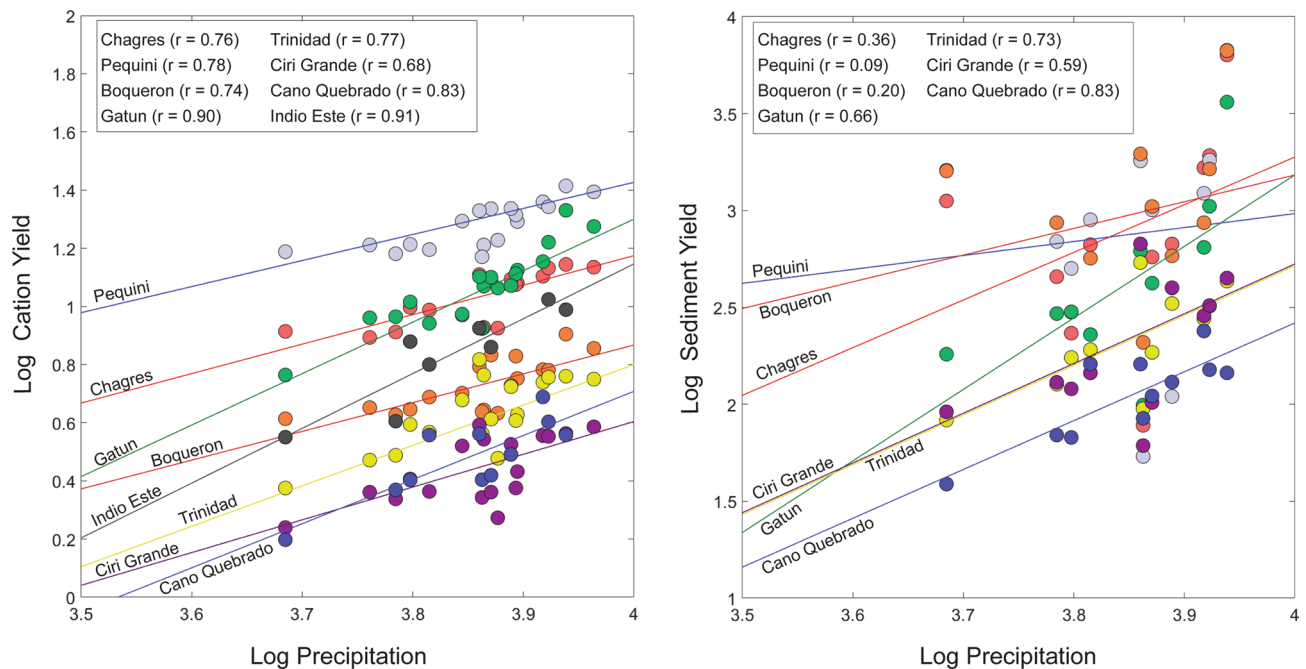 Chagres (r = 0.76) Trinidad (r = 0.77)
Pequini (r = 0.78) Ciri Grande (r = 0.68)
Boqueron (r = 0.74) Cano Quebrado (r = 0.83)
Gatun (r = 0.90) Indio Este (r = 0.91)
Log Cation Yield
2
1.8
1.6
1.4
1.2
1
0.8
0.6
0.4
0.2
0
Pequini
Chagres
Gatun
Boqueron
Indio Este
Trinidad
Ciri Grande
Cano Quebrado
3.5 3.6 3.7 3.8 3.9 4
Log Precipitation
Chagres (r = 0.36) Trinidad (r = 0.73)
Pequini (r = 0.09) Ciri Grande (r = 0.59)
Boqueron (r = 0.20) Cano Quebrado (r = 0.83)
Gatun (r = 0.66)
Log Sediment Yield
4
3.5
3
2.5
2
1.5
1
Pequini
Boqueron
Chagres
Ciri Grande
Trinidad
Gatun
Cano Quebrado
3.5 3.6 3.7 3.8 3.9 4
Log Precipitation